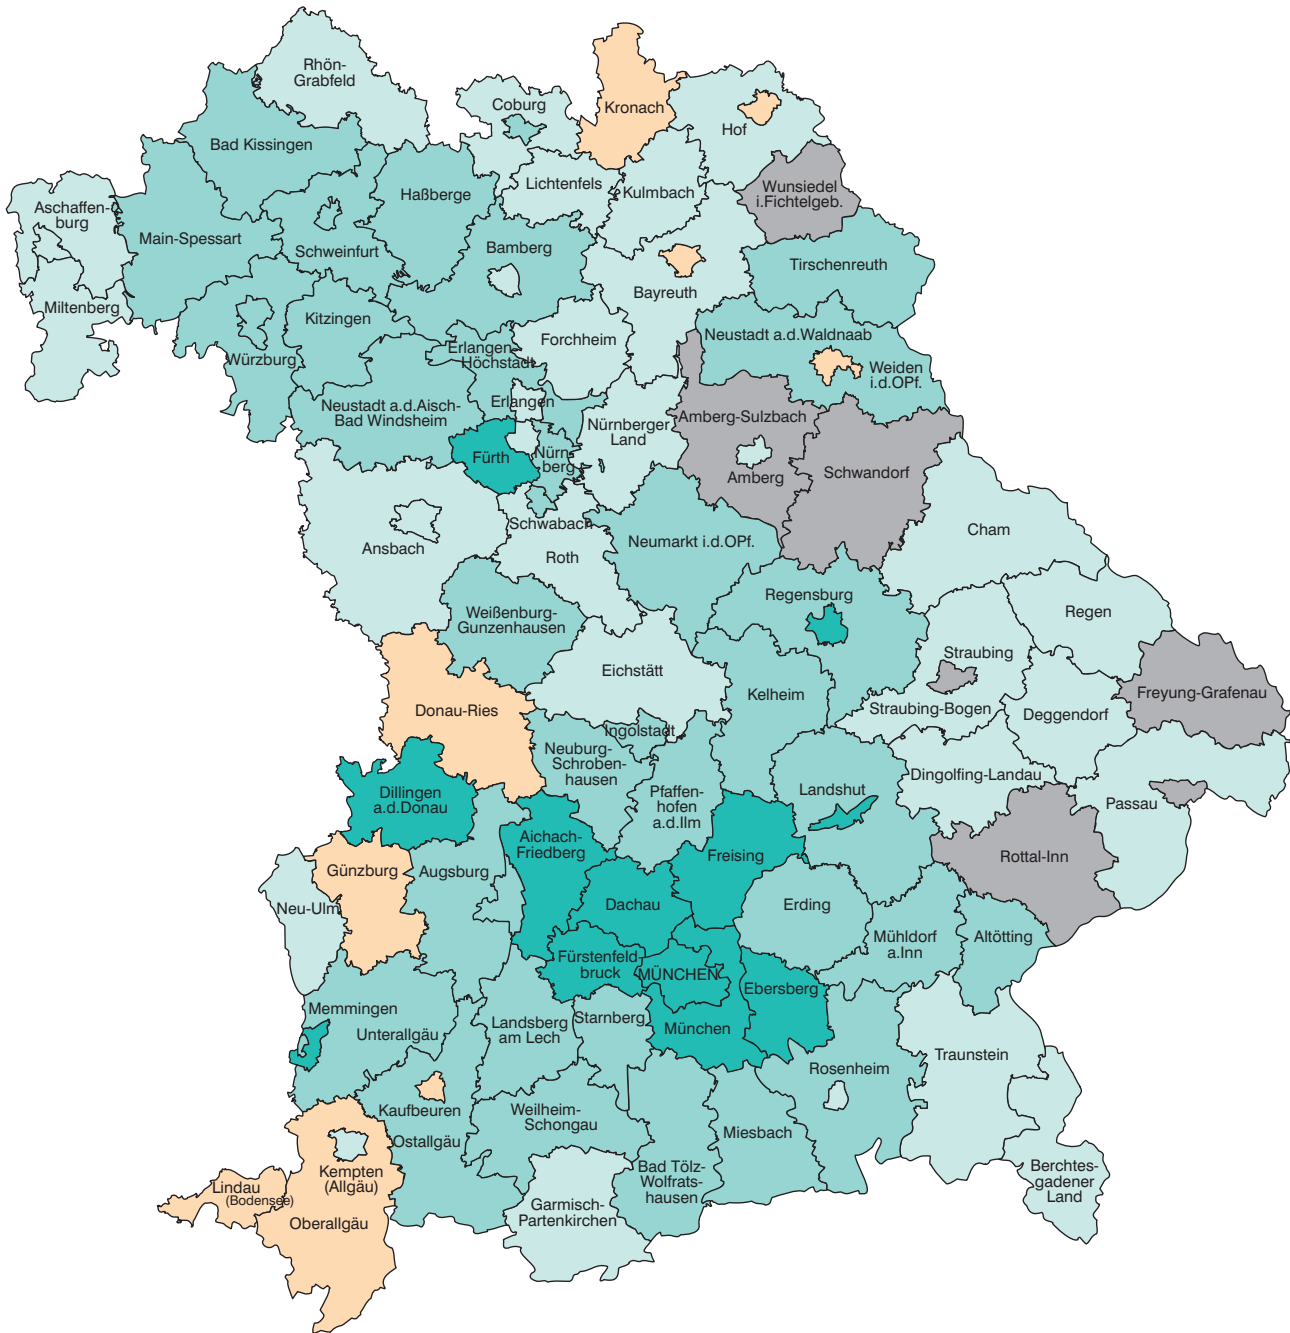 Rhön-
Grabfeld
Coburg
Kronach
Hof
Bad Kissingen
Lichtenfels
Kulmbach
Wunsiedel
i.Fichtelgeb.
Haßberge
Aschaffen-
burg
Main-Spessart
Schweinfurt
Bamberg
Tirschenreuth
Bayreuth
Miltenberg
Kitzingen
Neustadt a.d.Waldnaab
Forchheim
Erlangen-
Höchstadt
Würzburg
Weiden
i.d.OPf.
Erlangen
Neustadt a.d.Aisch-
Bad Windsheim
Amberg-Sulzbach
Nürnberger
Land
Fürth
Nürn-
berg
Amberg
Schwandorf
Schwabach
Cham
Ansbach
Roth
Neumarkt i.d.OPf.
Regensburg
Weißenburg-
Gunzenhausen
Regen
Straubing
Eichstätt
Kelheim
Freyung-Grafenau
Donau-Ries
Straubing-Bogen
Deggendorf
Ingolstadt
Neuburg-
Schroben-
hausen
Dingolfing-Landau
Dillingen
a.d.Donau
Pfaffen-
hofen
a.d.Ilm
Landshut
Passau
Aichach-
Friedberg
Freising
Rottal-Inn
Günzburg
Augsburg
Neu-Ulm
Dachau
Erding
Mühldorf
a.Inn
Altötting
Fürstenfeld-
bruck
MÜNCHEN
Ebersberg
Memmingen
Unterallgäu
Landsberg
am Lech
Starnberg
München
Traunstein
Rosenheim
Kaufbeuren
Weilheim-
Schongau
Miesbach
Ostallgäu
Kempten
(Allgäu)
Bad Tölz-
Wolfrats-
hausen
Berchtes-
gadener
Land
Lindau
(Bodensee)
Garmisch-
Partenkirchen
Oberallgäu